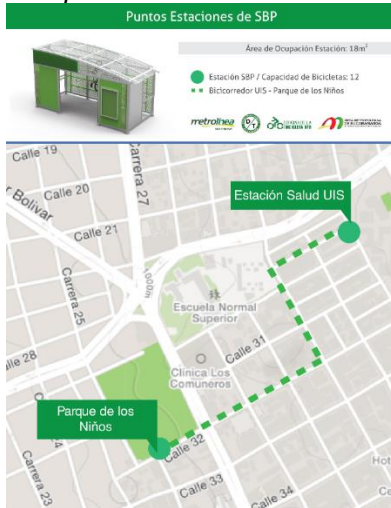 Puntos Estaciones de SBP
Área de Ocupación Estación: 18m²
Estación SBP / Capacidad de Bicicletas: 12
Bicicorredor UIS - Parque de los Niños
metrolínea
Calle 19
Calle 20
Bolivar
Calle 21
Carrera 27
Carrera 25
Estación Salud UIS
Escuela Normal
Superior
Calle 31
Clínica Los
Comuneros
Calle 28
Parque de los
Niños
Calle 32
Carrera 23
Calle 33
Calle 34